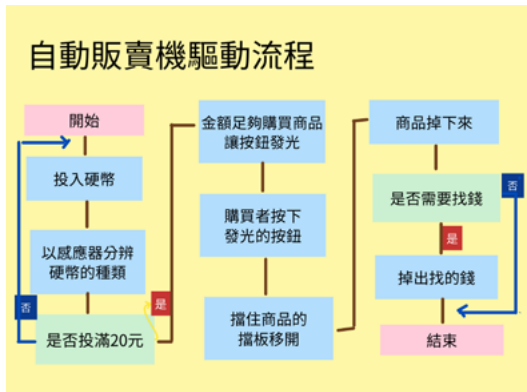 自動販賣機驅動流程
開始
投入硬幣
以感應器分辨
硬幣的種類
否
是否投滿20元
是
金額足夠購買商品
讓按鈕發光
購買者按下
發光的按鈕
擋住商品的
擋板移開
商品掉下來
是否需要找錢
否
是
掉出找的錢
結束